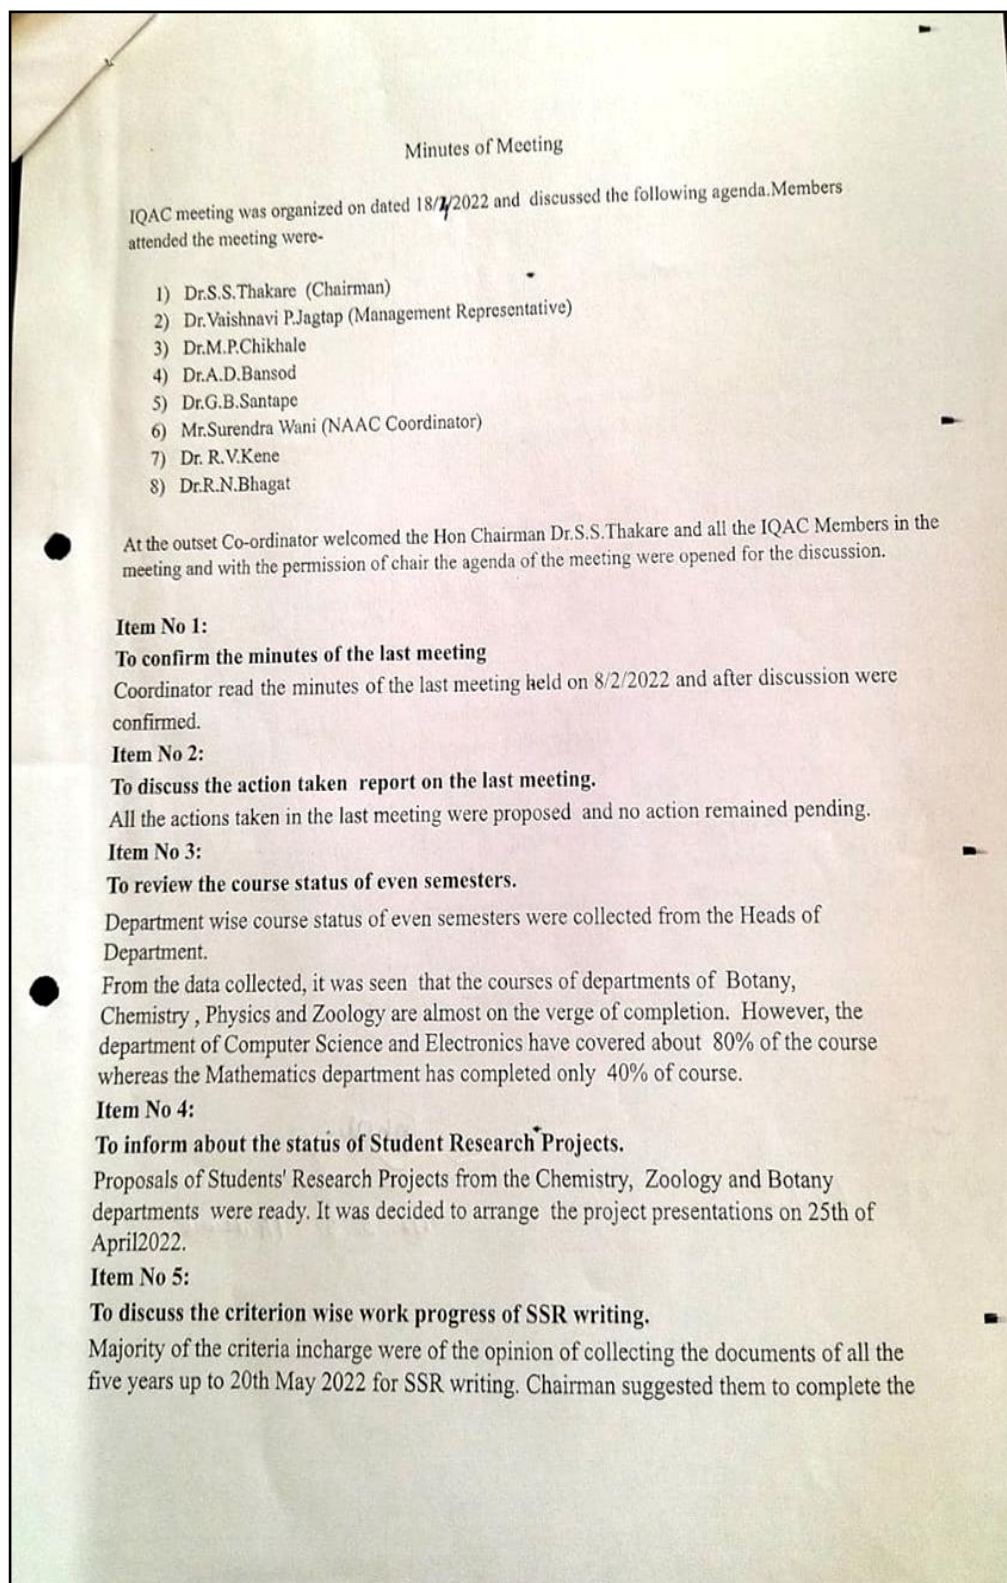 Minutes of Meeting
IQAC meeting was organized on dated 18/ /2022 and discussed the following agenda.Members
attended the meeting were-
1) Dr.S.S.Thakare (Chairman)
2) Dr.Vaishnavi P.Jagtap (Management Representative)
3) Dr.M.P.Chikhale
4) Dr.A.D.Bansod
5) Dr.G.B.Santape
6) Mr.Surendra Wani (NAAC Coordinator)
7) Dr. R.V.Kene
8) Dr.R.N.Bhagat
At the outset Co-ordinator welcomed the Hon Chairman Dr.S.S.Thakare and all the IQAC Members in the
meeting and with the permission of chair the agenda of the meeting were opened for the discussion.
Item No 1:
To confirm the minutes of the last meeting
Coordinator read the minutes of the last meeting held on 8/2/2022 and after discussion were
confirmed.
Item No 2:
To discuss the action taken report on the last meeting.
All the actions taken in the last meeting were proposed and no action remained pending.
Item No 3:
To review the course status of even semesters.
Department wise course status of even semesters were collected from the Heads of
Department.
From the data collected, it was seen that the courses of departments of Botany,
Chemistry , Physics and Zoology are almost on the verge of completion. However, the
department of Computer Science and Electronics have covered about 80% of the course
whereas the Mathematics department has completed only 40% of course.
Item No 4:
To inform about the status of Student Research Projects.
Proposals of Students' Research Projects from the Chemistry, Zoology and Botany
departments were ready. It was decided to arrange the project presentations on 25th of
April2022.
Item No 5:
To discuss the criterion wise work progress of SSR writing.
Majority of the criteria incharge were of the opinion of collecting the documents of all the
five years up to 20th May 2022 for SSR writing. Chairman suggested them to complete the